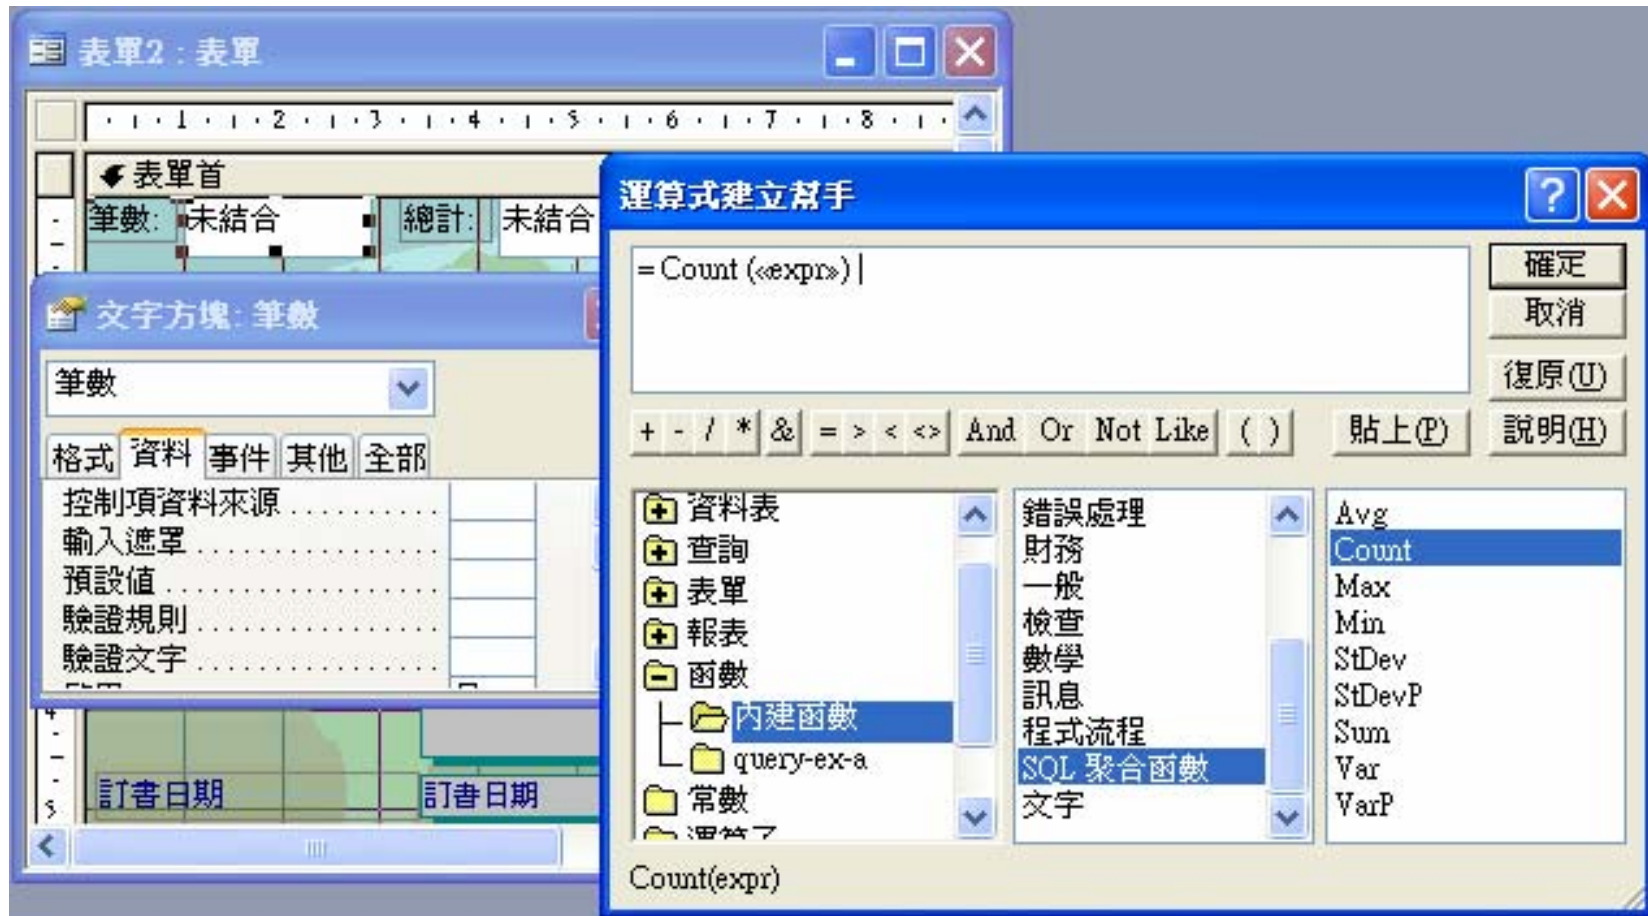 表單2 : 表單
1 2 3 4 5 6 7 8
表單首
筆數: 未結合 總計: 未結合
文字方塊: 筆數
筆數
格式 資料 事件 其他 全部
控制項資料來源
輸入遮罩
預設值
驗證規則
驗證文字
4
5
訂書日期 訂書日期
運算式建立幫手
= Count («expr»)
確定
取消
復原(U)
+ - / * & = > < <> And Or Not Like ( ) 貼上(P) 說明(H)
資料表
查詢
表單
報表
函數
內建函數
query-ex-a
常數
錯誤處理
財務
一般
檢查
數學
訊息
程式流程
SQL 聚合函數
文字
Avg
Count
Max
Min
StDev
StDevP
Sum
Var
VarP
Count(expr)